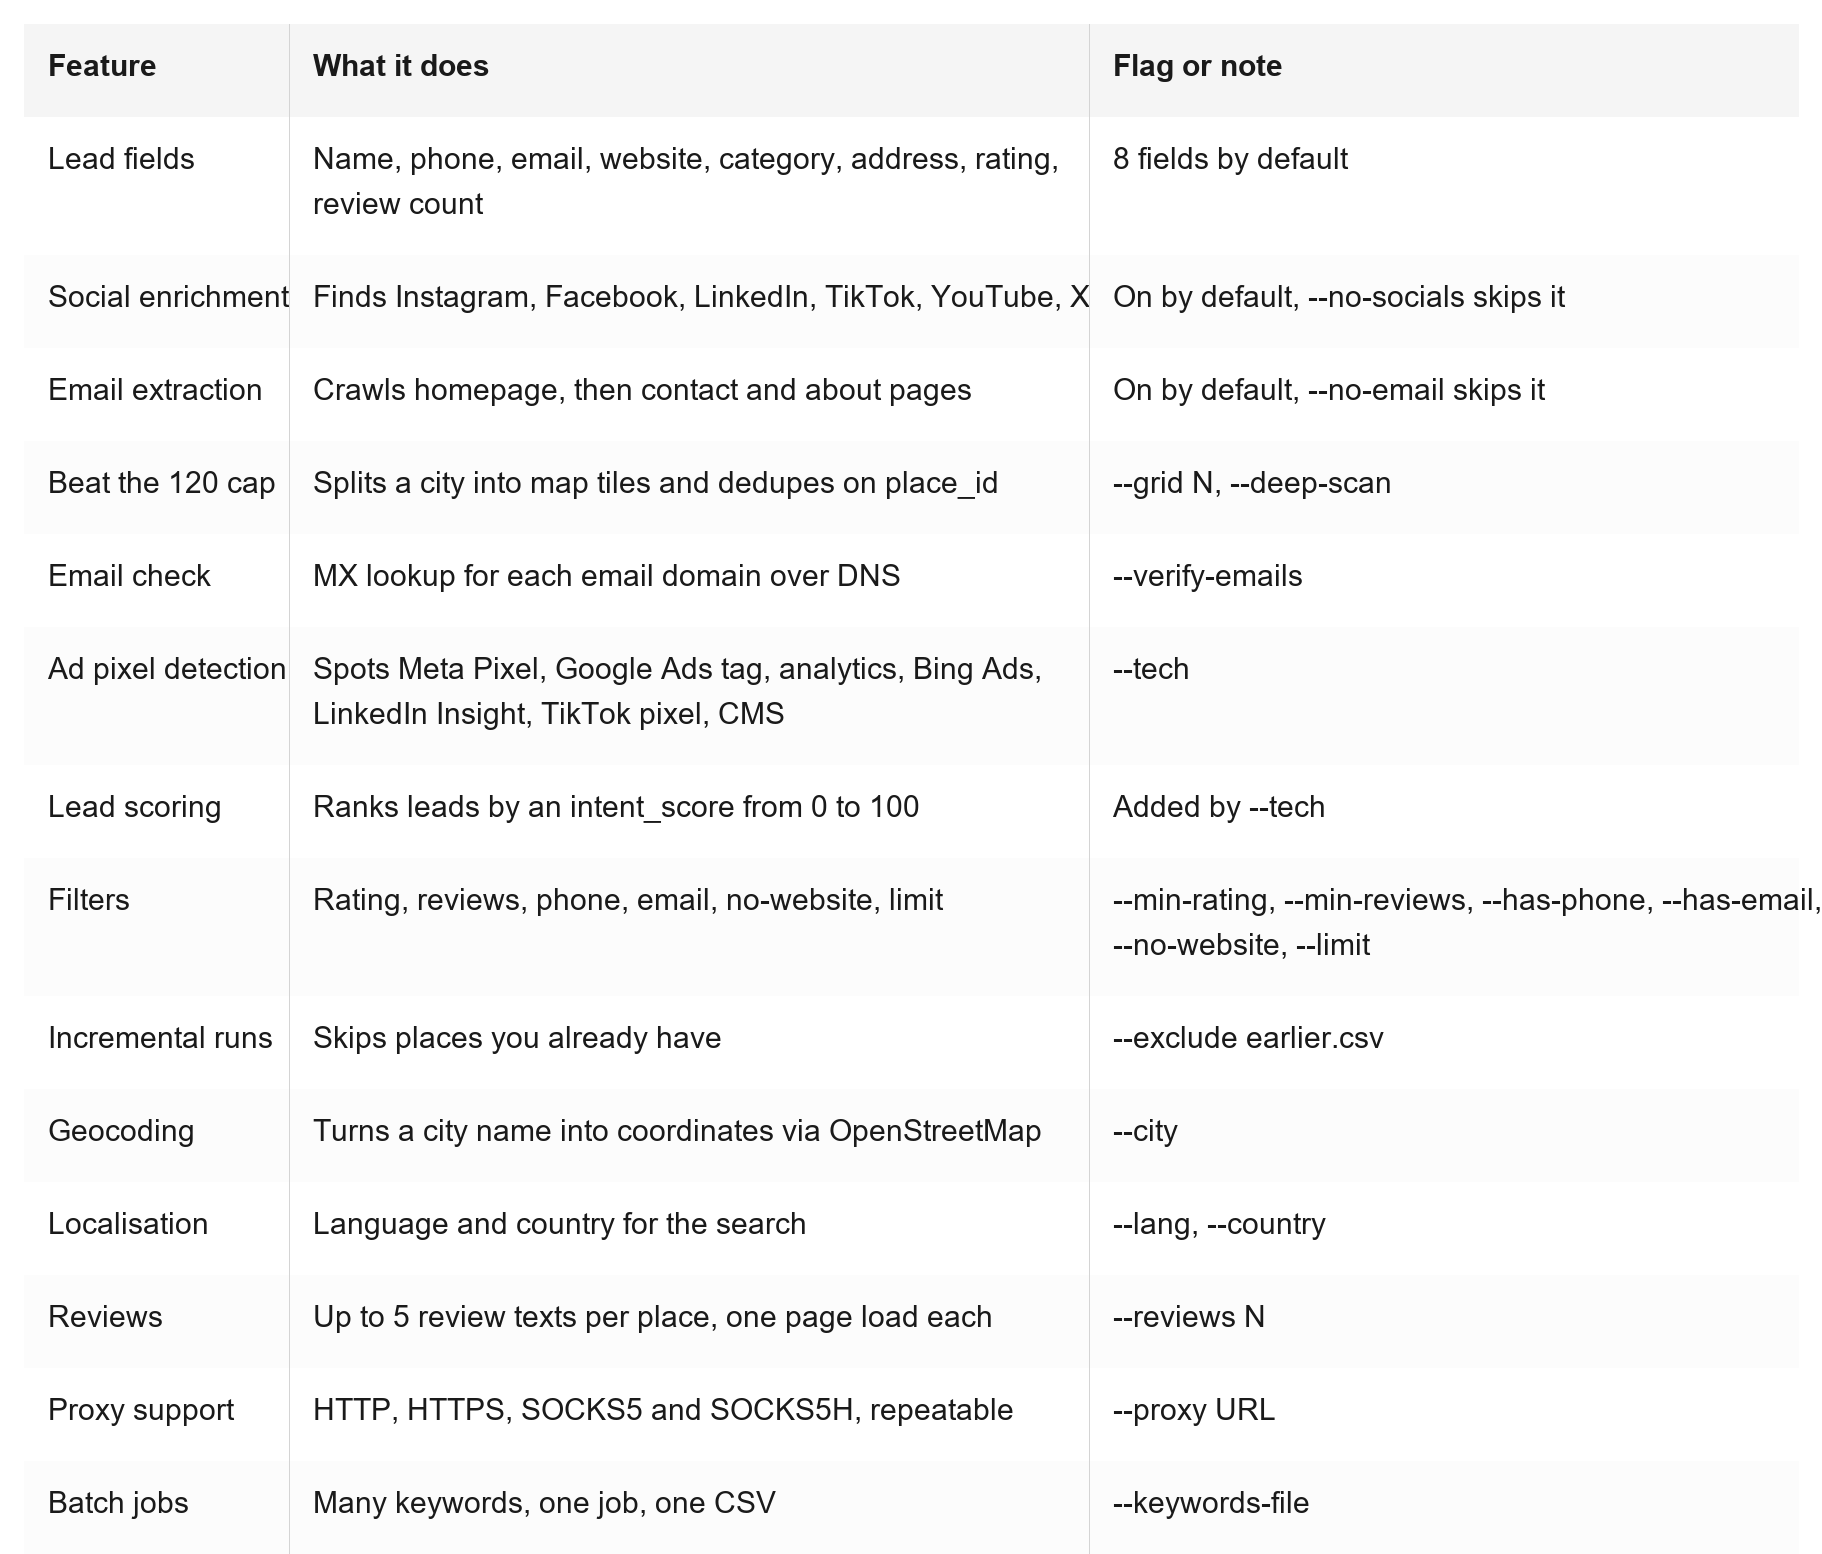 Feature What it does Flag or note
Lead fields Name, phone, email, website, category, address, rating, 8 fields by default
review count
Social enrichment Finds Instagram, Facebook, LinkedIn, TikTok, YouTube, X On by default, --no-socials skips it
Email extraction Crawls homepage, then contact and about pages On by default, --no-email skips it
Beat the 120 cap Splits a city into map tiles and dedupes on place_id --grid N, --deep-scan
Email check MX lookup for each email domain over DNS --verify-emails
Ad pixel detection Spots Meta Pixel, Google Ads tag, analytics, Bing Ads, --tech
LinkedIn Insight, TikTok pixel, CMS
Lead scoring Ranks leads by an intent_score from 0 to 100 Added by --tech
Filters Rating, reviews, phone, email, no-website, limit --min-rating, --min-reviews, --has-phone, --has-email,
--no-website, --limit
Incremental runs Skips places you already have --exclude earlier.csv
Geocoding Turns a city name into coordinates via OpenStreetMap --city
Localisation Language and country for the search --lang, --country
Reviews Up to 5 review texts per place, one page load each --reviews N
Proxy support HTTP, HTTPS, SOCKS5 and SOCKS5H, repeatable --proxy URL
Batch jobs Many keywords, one job, one CSV --keywords-file